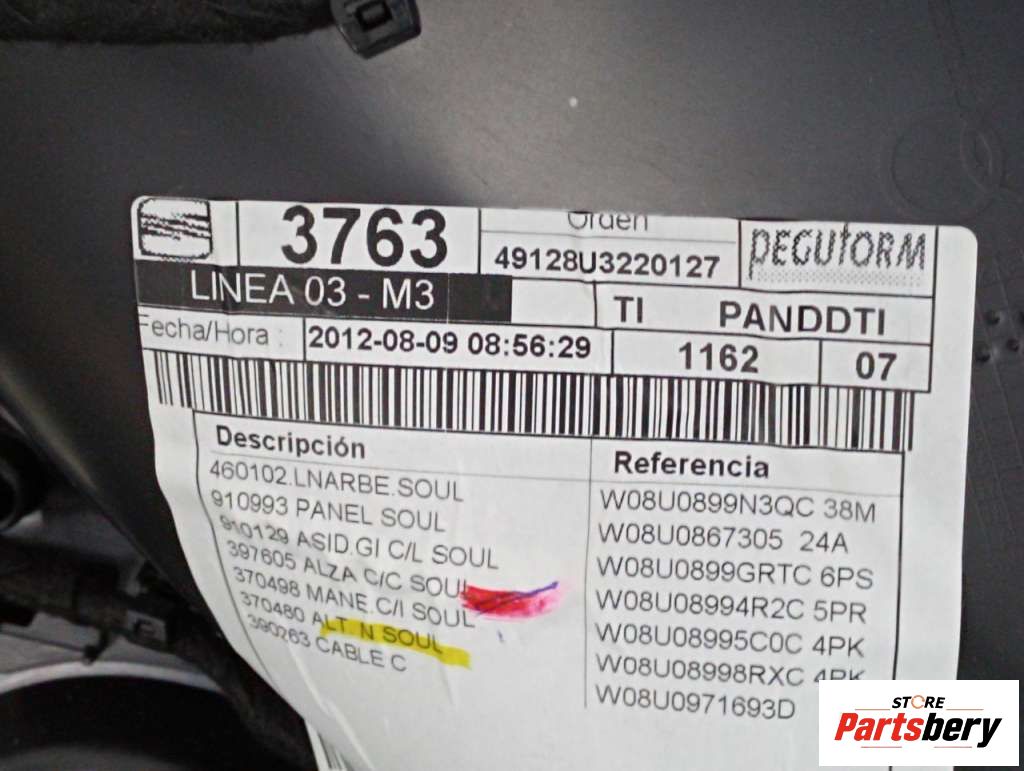 3763
Orden
49128U3220127
PEGUFORM
LINEA 03 - M3
TI PANDDTI
Fecha/Hora : 2012-08-09 08:56:29 1162 07
Descripción Referencia
460102.LNARBE.SOUL W08U0899N3QC 38M
910993 PANEL SOUL W08U0867305 24A
910129 ASID.GI C/L SOUL W08U0899GRTC 6PS
397605 ALZA C/C SOUL W08U08994R2C 5PR
370498 MANE.C/I SOUL W08U08995C0C 4PK
370480 ALT. N SOUL W08U08998RXC 4PK
390263 CABLE C W08U0971693D
STORE
Partsbery